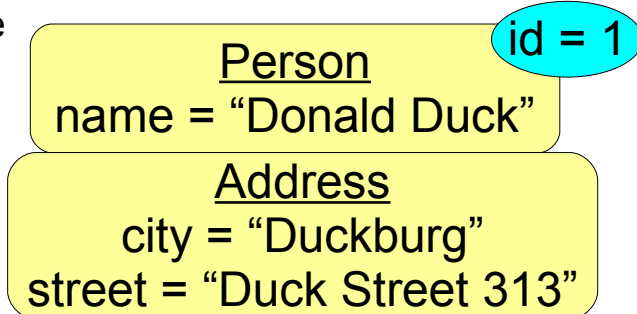 e
id = 1
Person
name = “Donald Duck”
Address
city = “Duckburg”
street = “Duck Street 313”